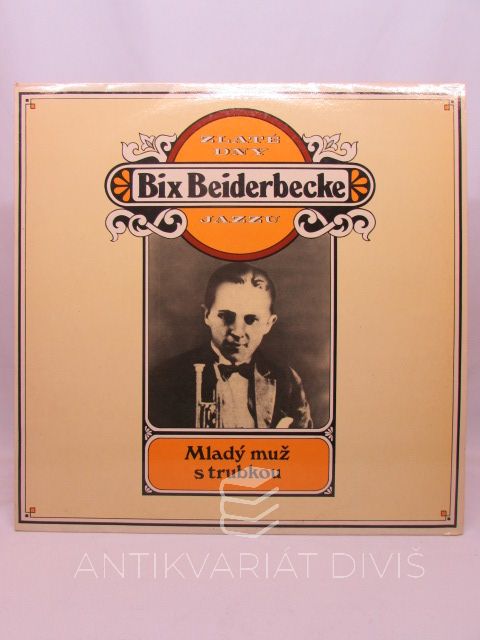 ZLATÉ
DNY
Bix Beiderbecke
JAZZU
Mladý muž
s trubkou
ANTIKVARIÁT DIVIŠ